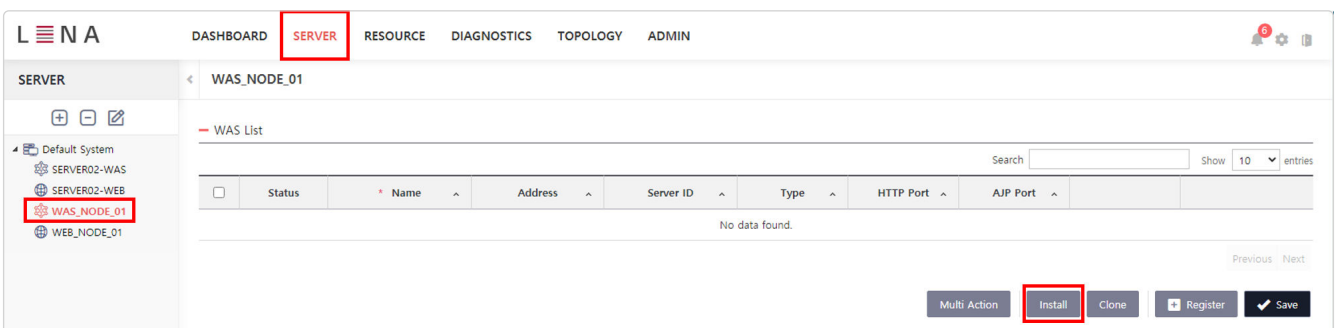 LENA DASHBOARD SERVER RESOURCE DIAGNOSTICS TOPOLOGY ADMIN 6
SERVER WAS_NODE_01
WAS List
Default System
SERVER02-WAS
SERVER02-WEB
WAS_NODE_01
WEB_NODE_01
Search Show 10 entries
Status * Name Address Server ID Type HTTP Port AJP Port
No data found.
Previous Next
Multi Action Install Clone Register Save